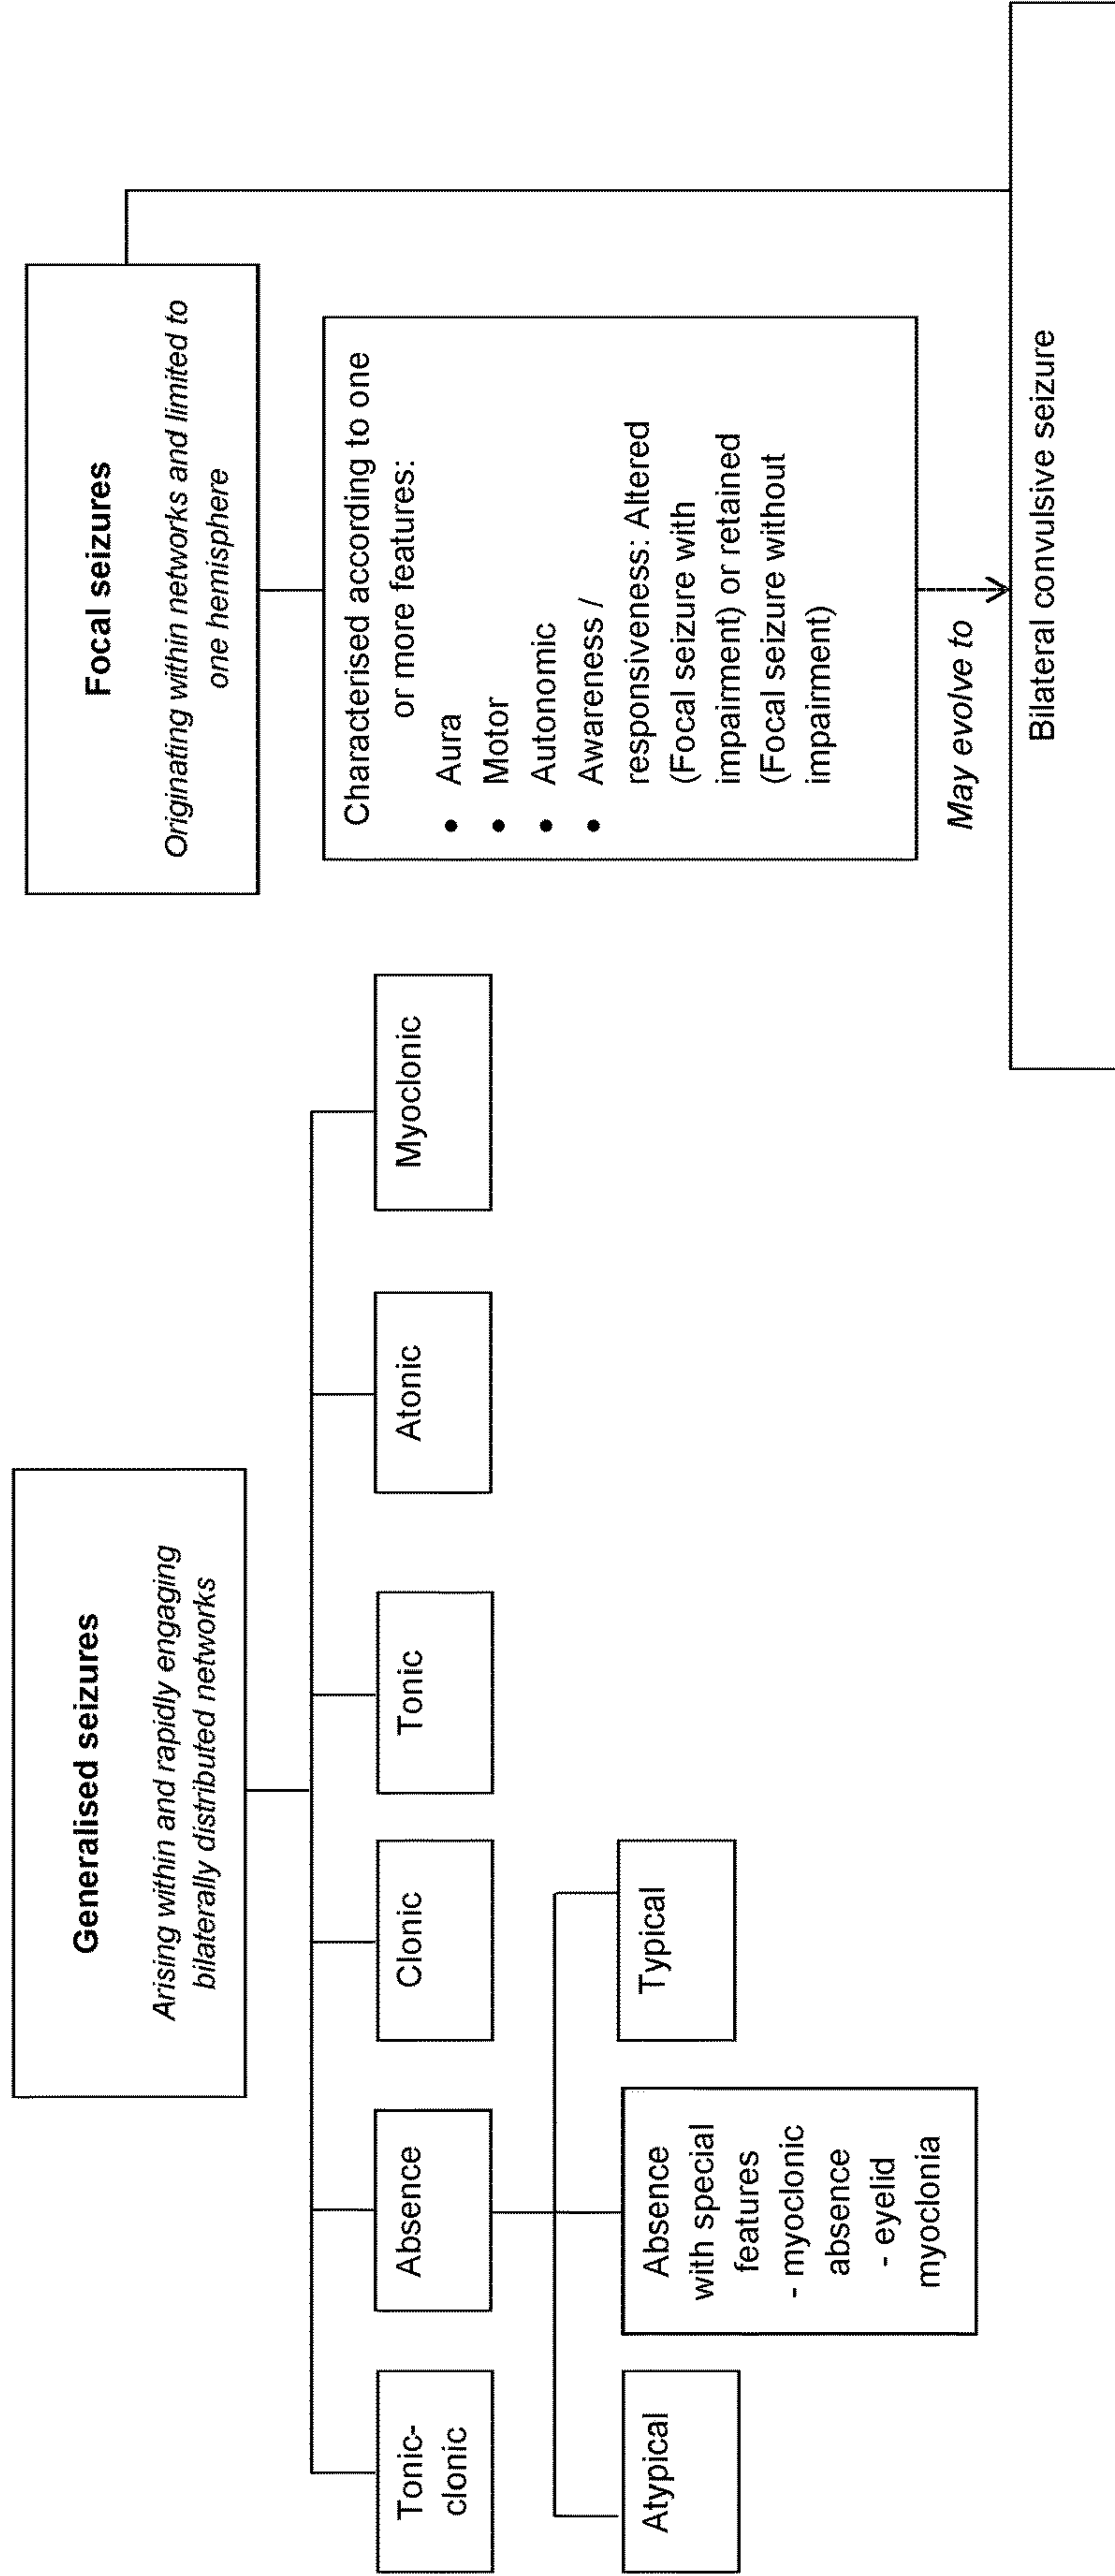 Generalised seizures
Arising within and rapidly engaging
bilaterally distributed networks
Tonic-
clonic
Absence
Clonic
Tonic
Atonic
Myoclonic
Atypical
Absence
with special
features
- myoclonic
absence
- eyelid
myoclonia
Typical
Focal seizures
Originating within networks and limited to
one hemisphere
Characterised according to one
or more features:
• Aura
• Motor
• Autonomic
• Awareness /
responsiveness: Altered
(Focal seizure with
impairment) or retained
(Focal seizure without
impairment)
May evolve to
Bilateral convulsive seizure